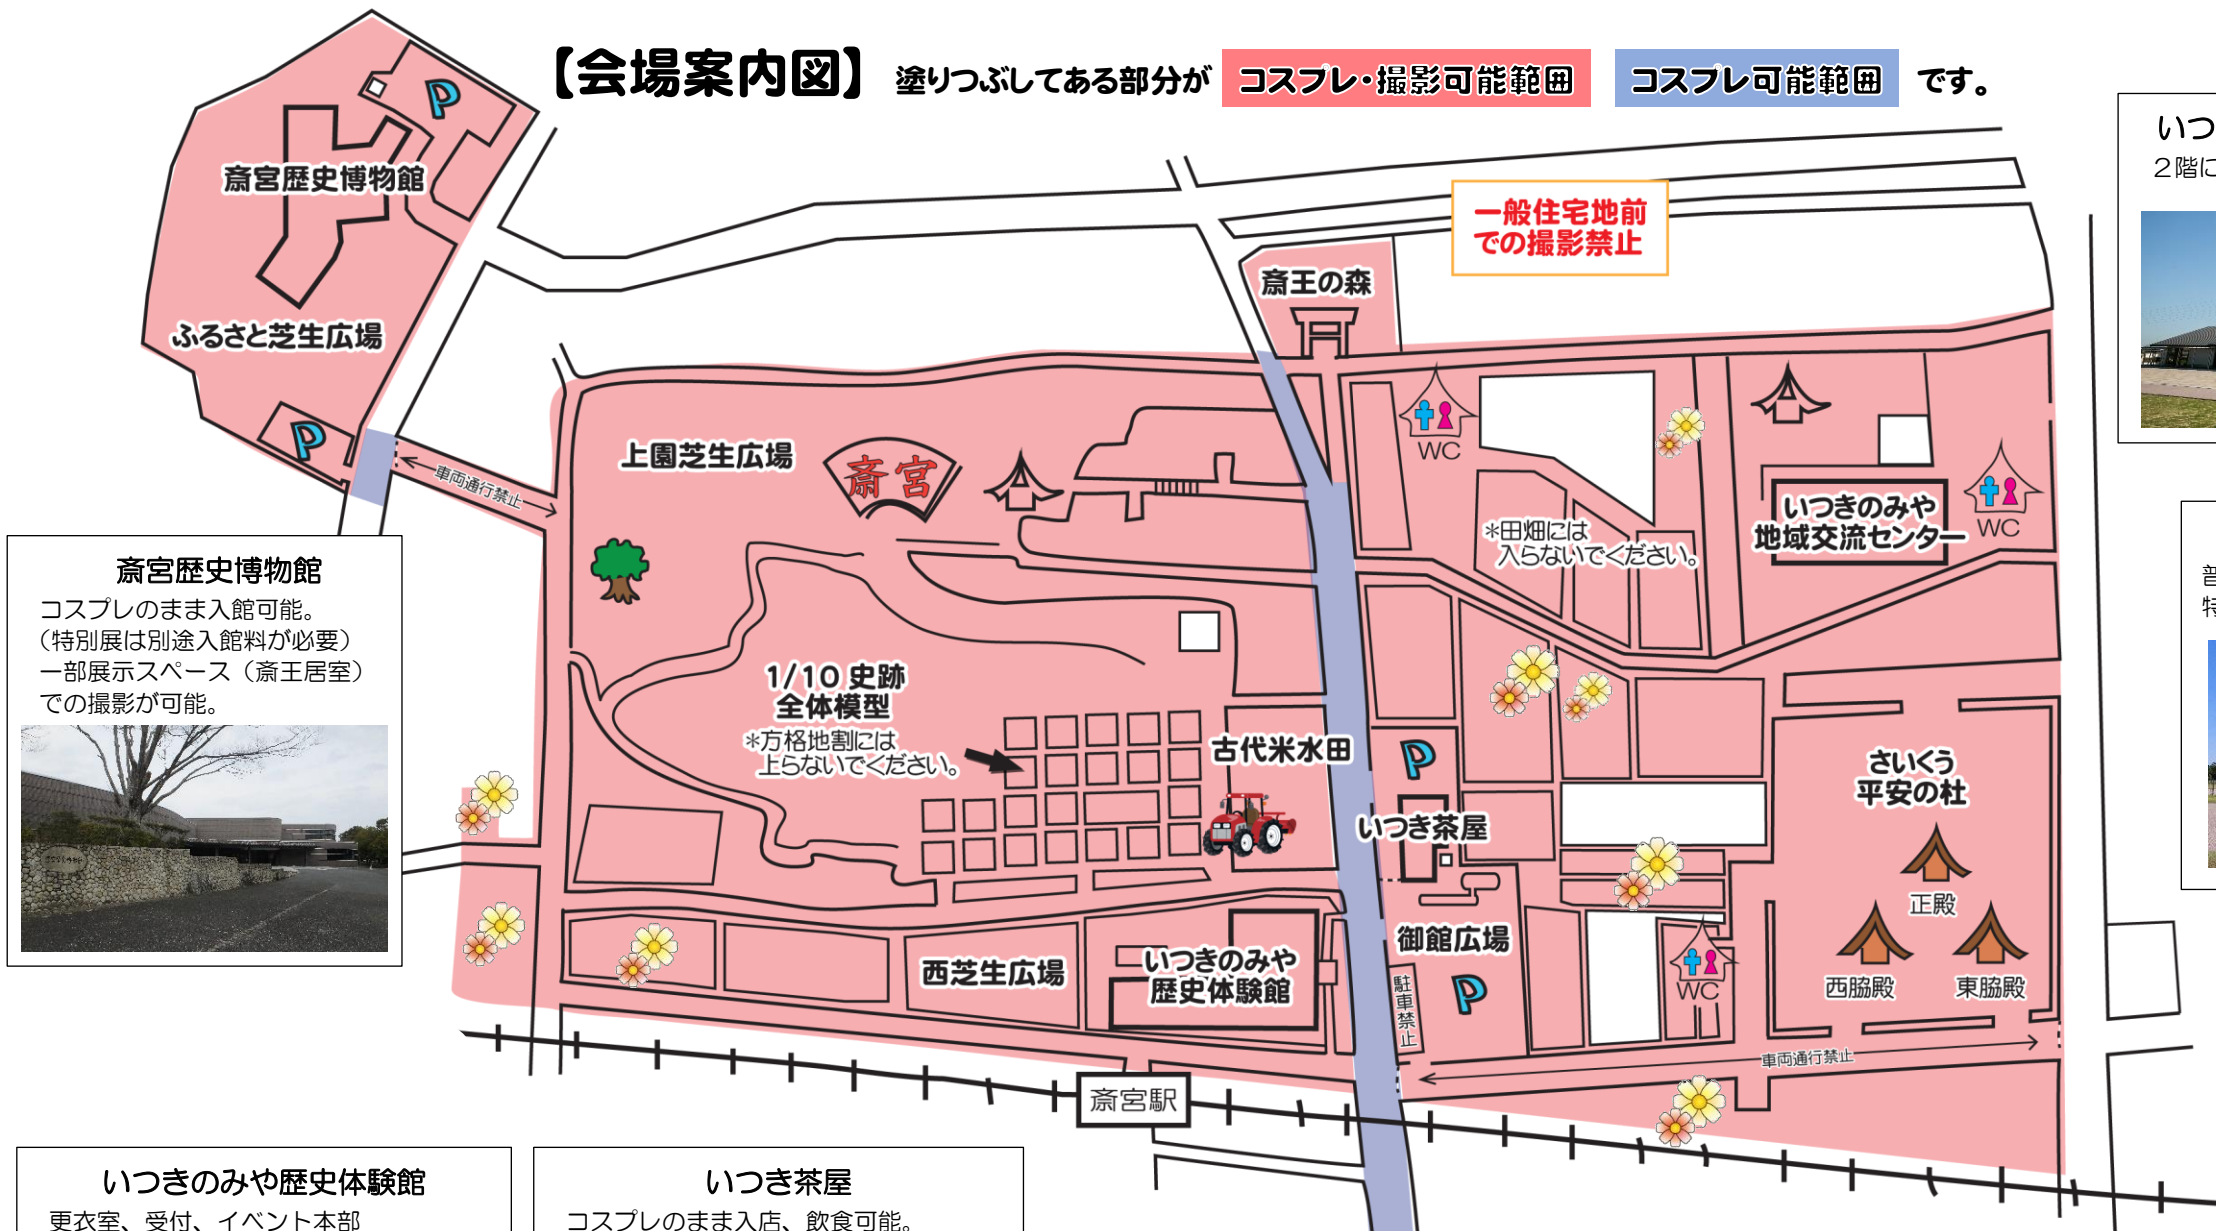 【会場案内図】 塗りつぶしてある部分が コスプレ・撮影可能範囲 コスプレ可能範囲 です。
P
斎宮歴史博物館
ふるさと芝生広場
P
車両通行禁止
一般住宅地前
での撮影禁止
斎王の森
上園芝生広場
斎宮
WC
*田畑には
入らないでください。
いつきのみや
地域交流センター
WC
1/10 史跡
全体模型
*方格地割には
上らないでください。
古代米水田
P
いつき茶屋
さいくう
平安の杜
正殿
西脇殿
東脇殿
御館広場
P
駐車禁止
WC
西芝生広場
いつきのみや
歴史体験館
車両通行禁止
斎宮駅
斎宮歴史博物館
コスプレのまま入館可能。
(特別展は別途入館料が必要)
一部展示スペース(斎王居室)
での撮影が可能。
いつきのみや歴史体験館
更衣室、受付、イベント本部
いつき茶屋
コスプレのまま入店、飲食可能。
いつ
2階に